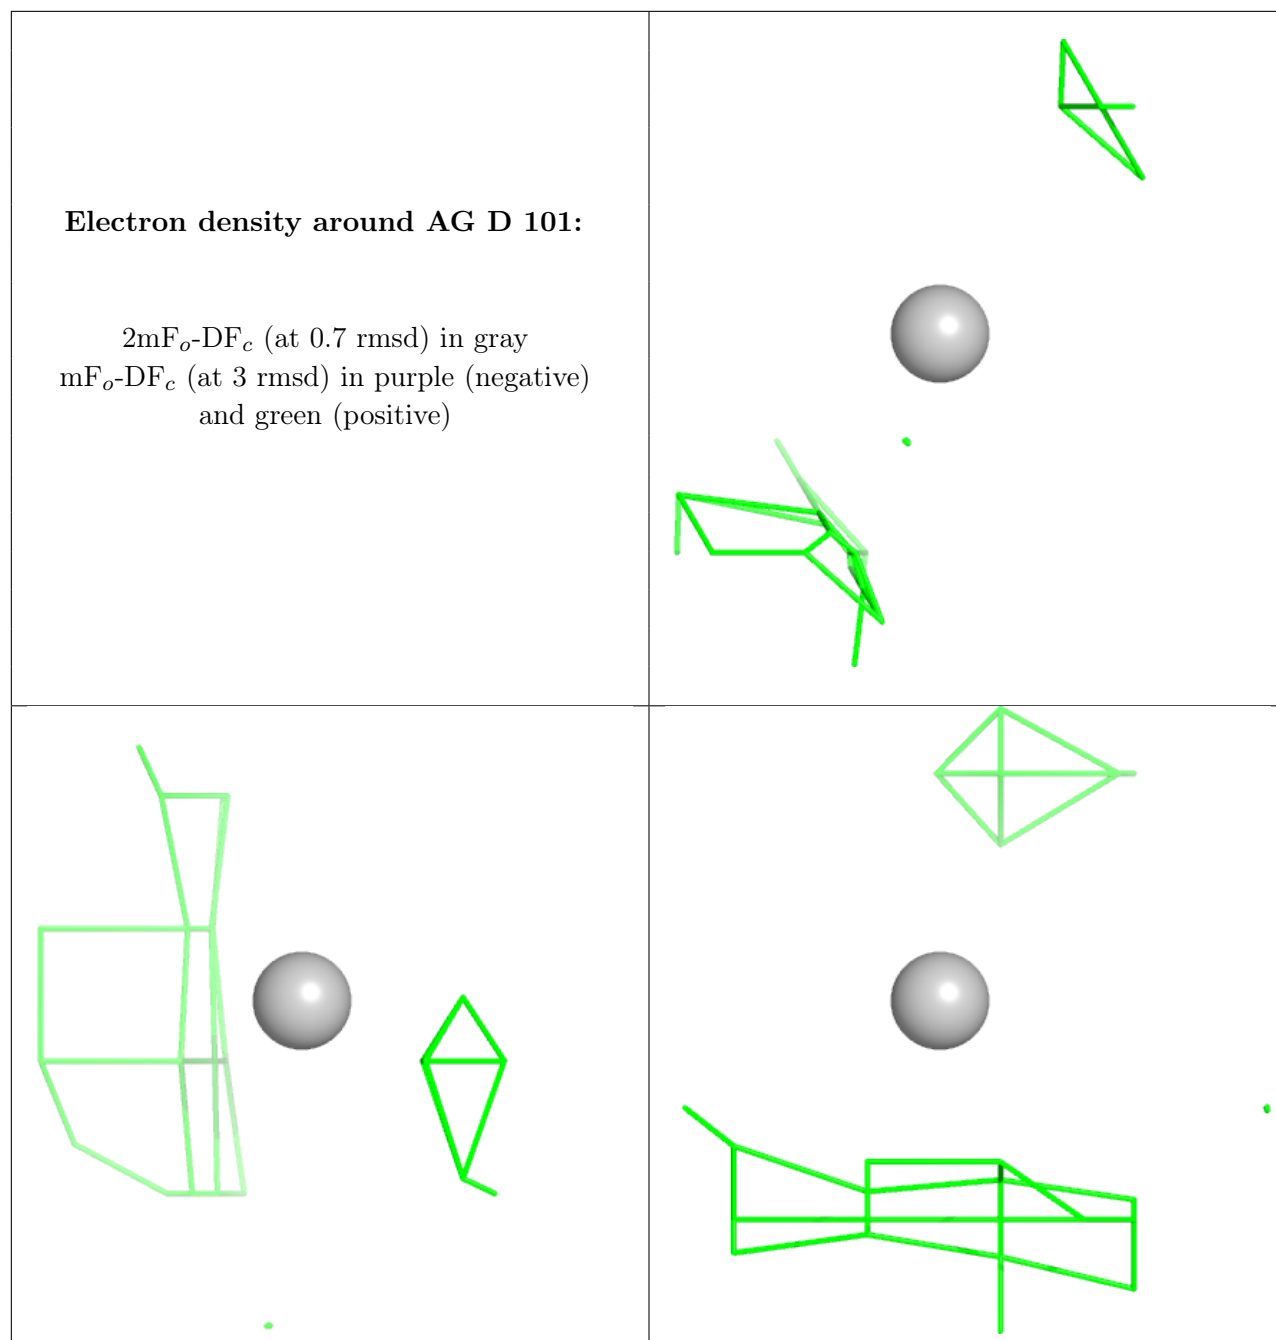 Electron density around AG D 101:
2mFo-DFc (at 0.7 rmsd) in gray
mFo-DFc (at 3 rmsd) in purple (negative)
and green (positive)